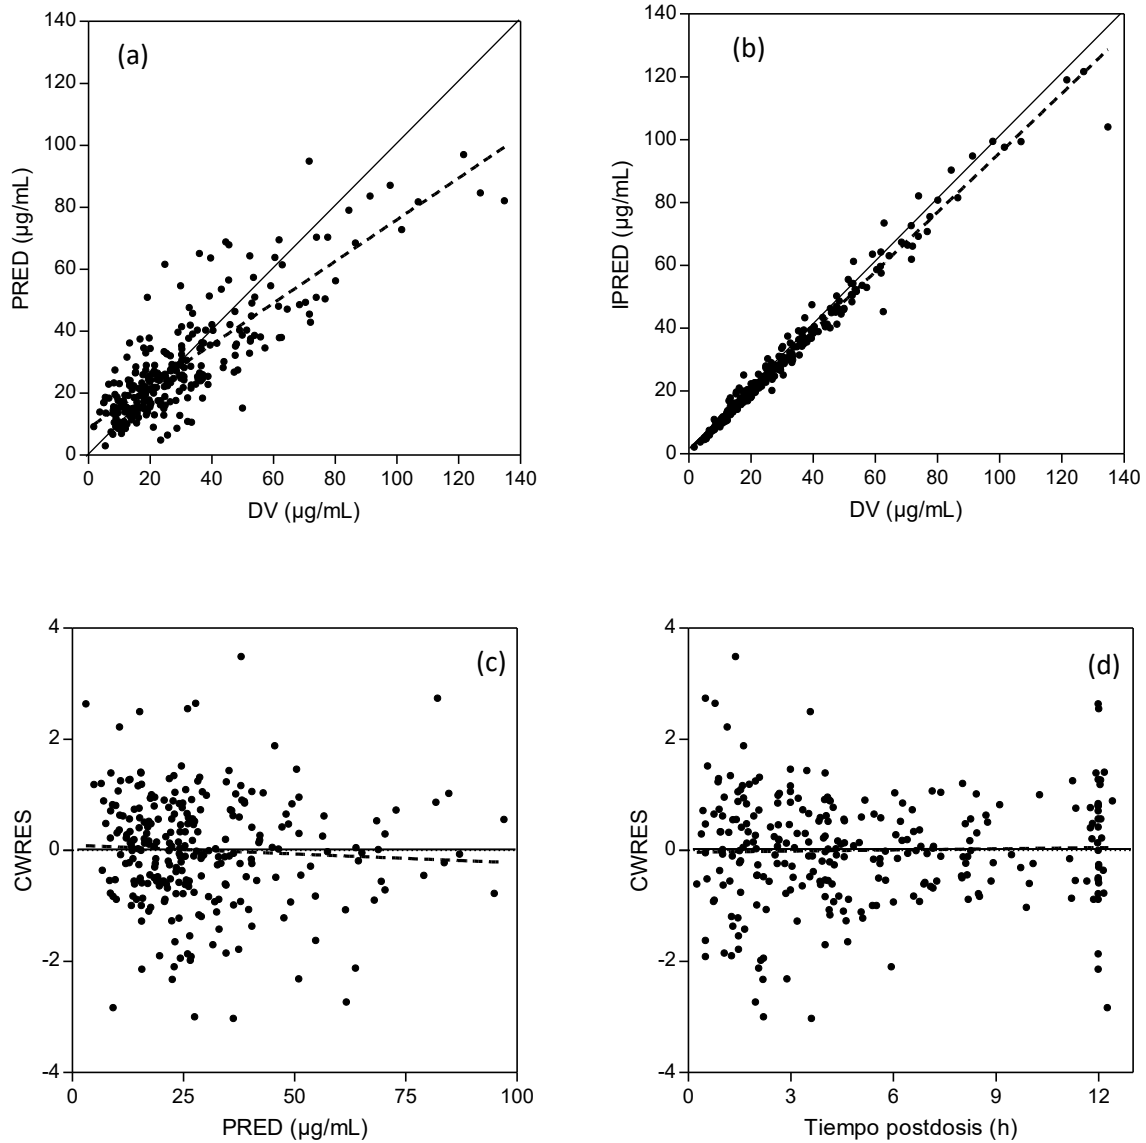 (a)
PRED (µg/mL)
140
120
100
80
60
40
20
0
0 20 40 60 80 100 120 140
DV (µg/mL)
(b)
IPRED (µg/mL)
140
120
100
80
60
40
20
0
0 20 40 60 80 100 120 140
DV (µg/mL)
(c)
CWRES
4
2
0
-2
-4
0 25 50 75 100
PRED (µg/mL)
(d)
CWRES
4
2
0
-2
-4
0 3 6 9 12
Tiempo postdosis (h)